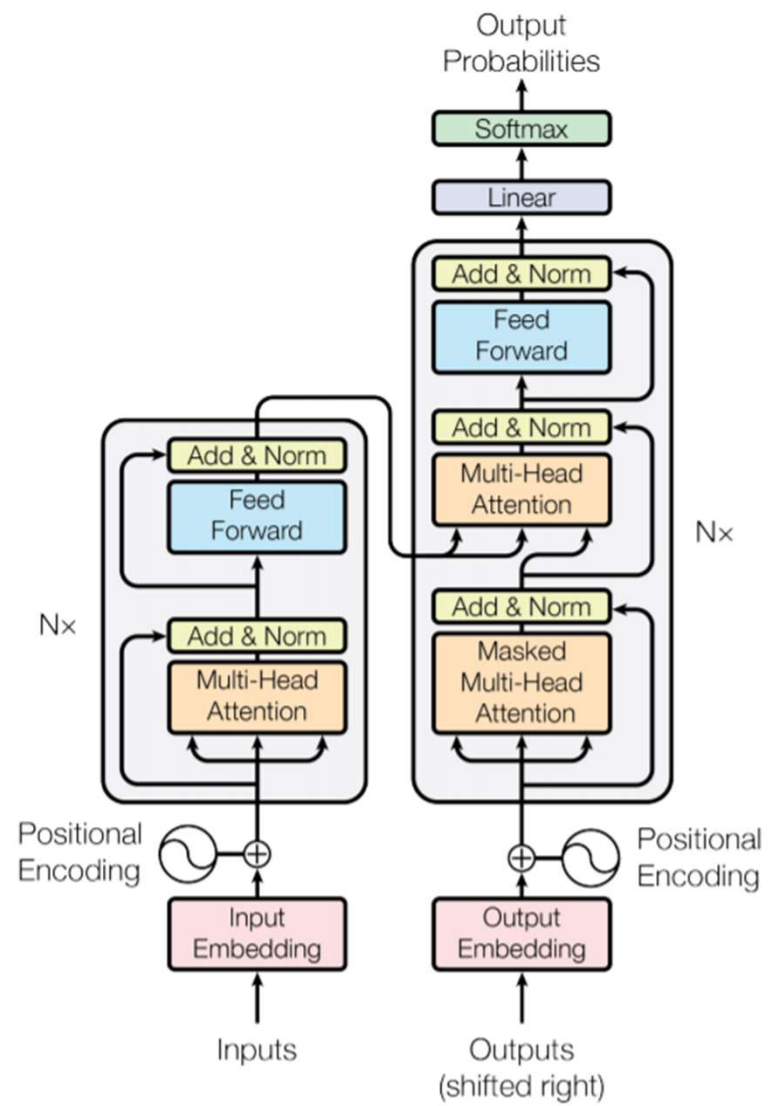 Output
Probabilities
Softmax
Linear
Add & Norm
Feed
Forward
Add & Norm
Multi-Head
Attention
Add & Norm
Masked
Multi-Head
Attention
Nx
Add & Norm
Feed
Forward
Add & Norm
Multi-Head
Attention
Nx
Positional
Encoding
Positional
Encoding
Input
Embedding
Output
Embedding
Inputs
Outputs
(shifted right)